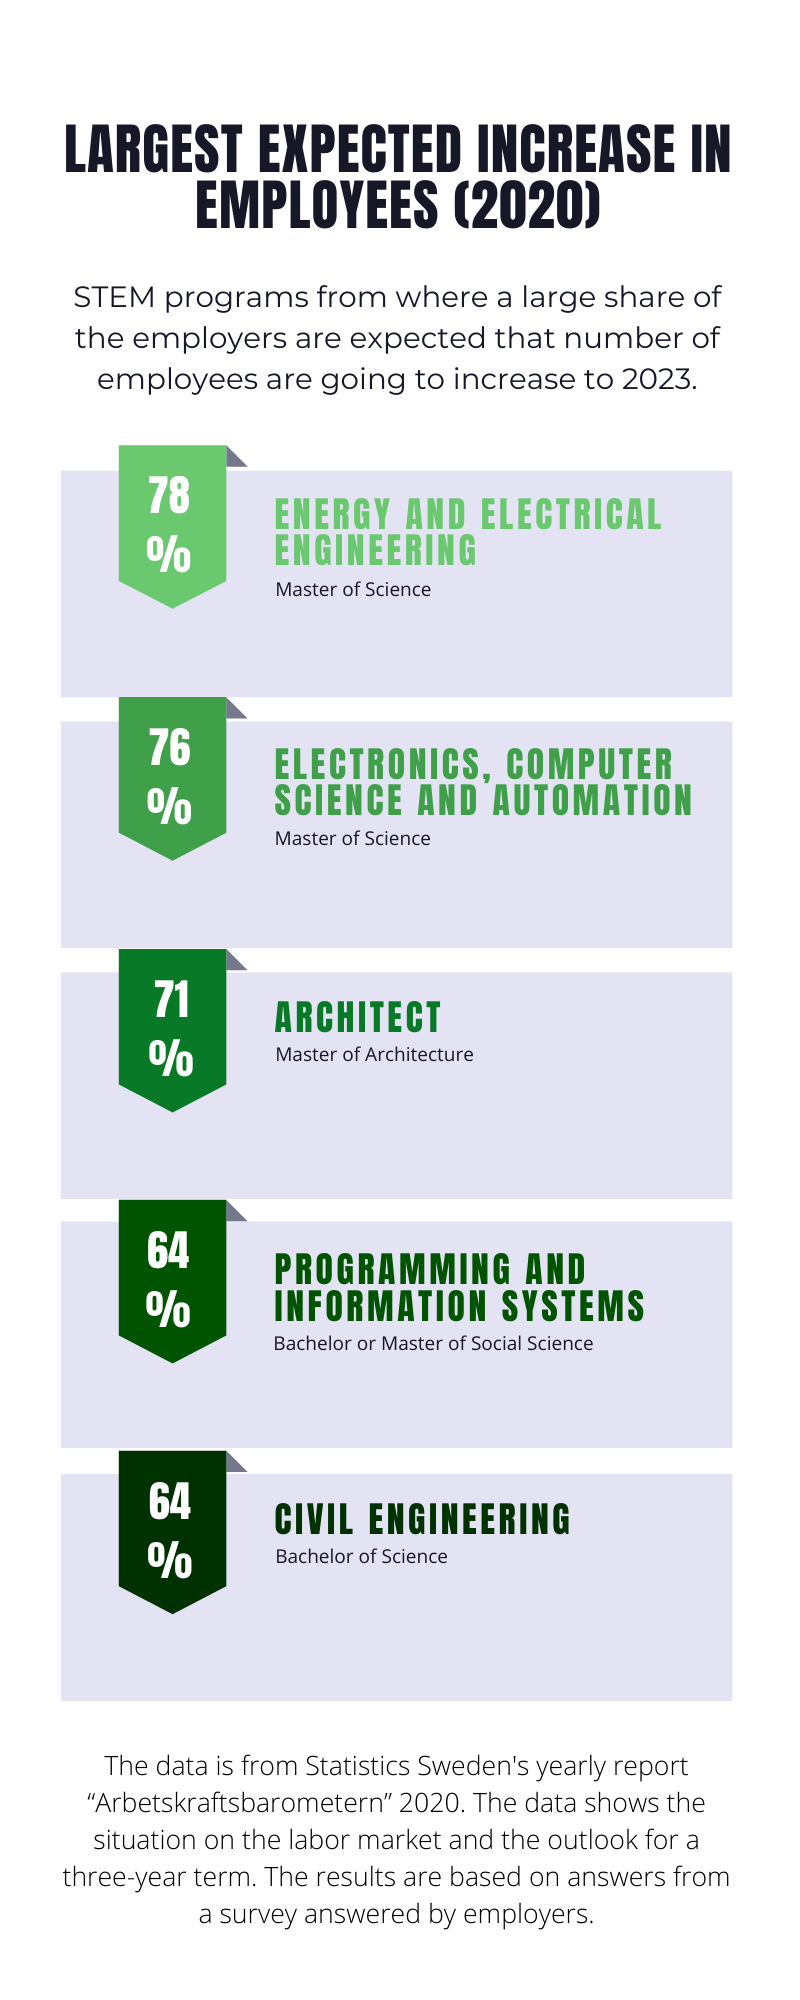 LARGEST EXPECTED INCREASE IN
EMPLOYEES (2020)
STEM programs from where a large share of
the employers are expected that number of
employees are going to increase to 2023.
78
%
ENERGY AND ELECTRICAL
ENGINEERING
Master of Science
76
%
ELECTRONICS, COMPUTER
SCIENCE AND AUTOMATION
Master of Science
71
%
ARCHITECT
Master of Architecture
64
%
PROGRAMMING AND
INFORMATION SYSTEMS
Bachelor or Master of Social Science
64
%
CIVIL ENGINEERING
Bachelor of Science
The data is from Statistics Sweden's yearly report
“Arbetskraftsbarometern” 2020. The data shows the
situation on the labor market and the outlook for a
three-year term. The results are based on answers from
a survey answered by employers.